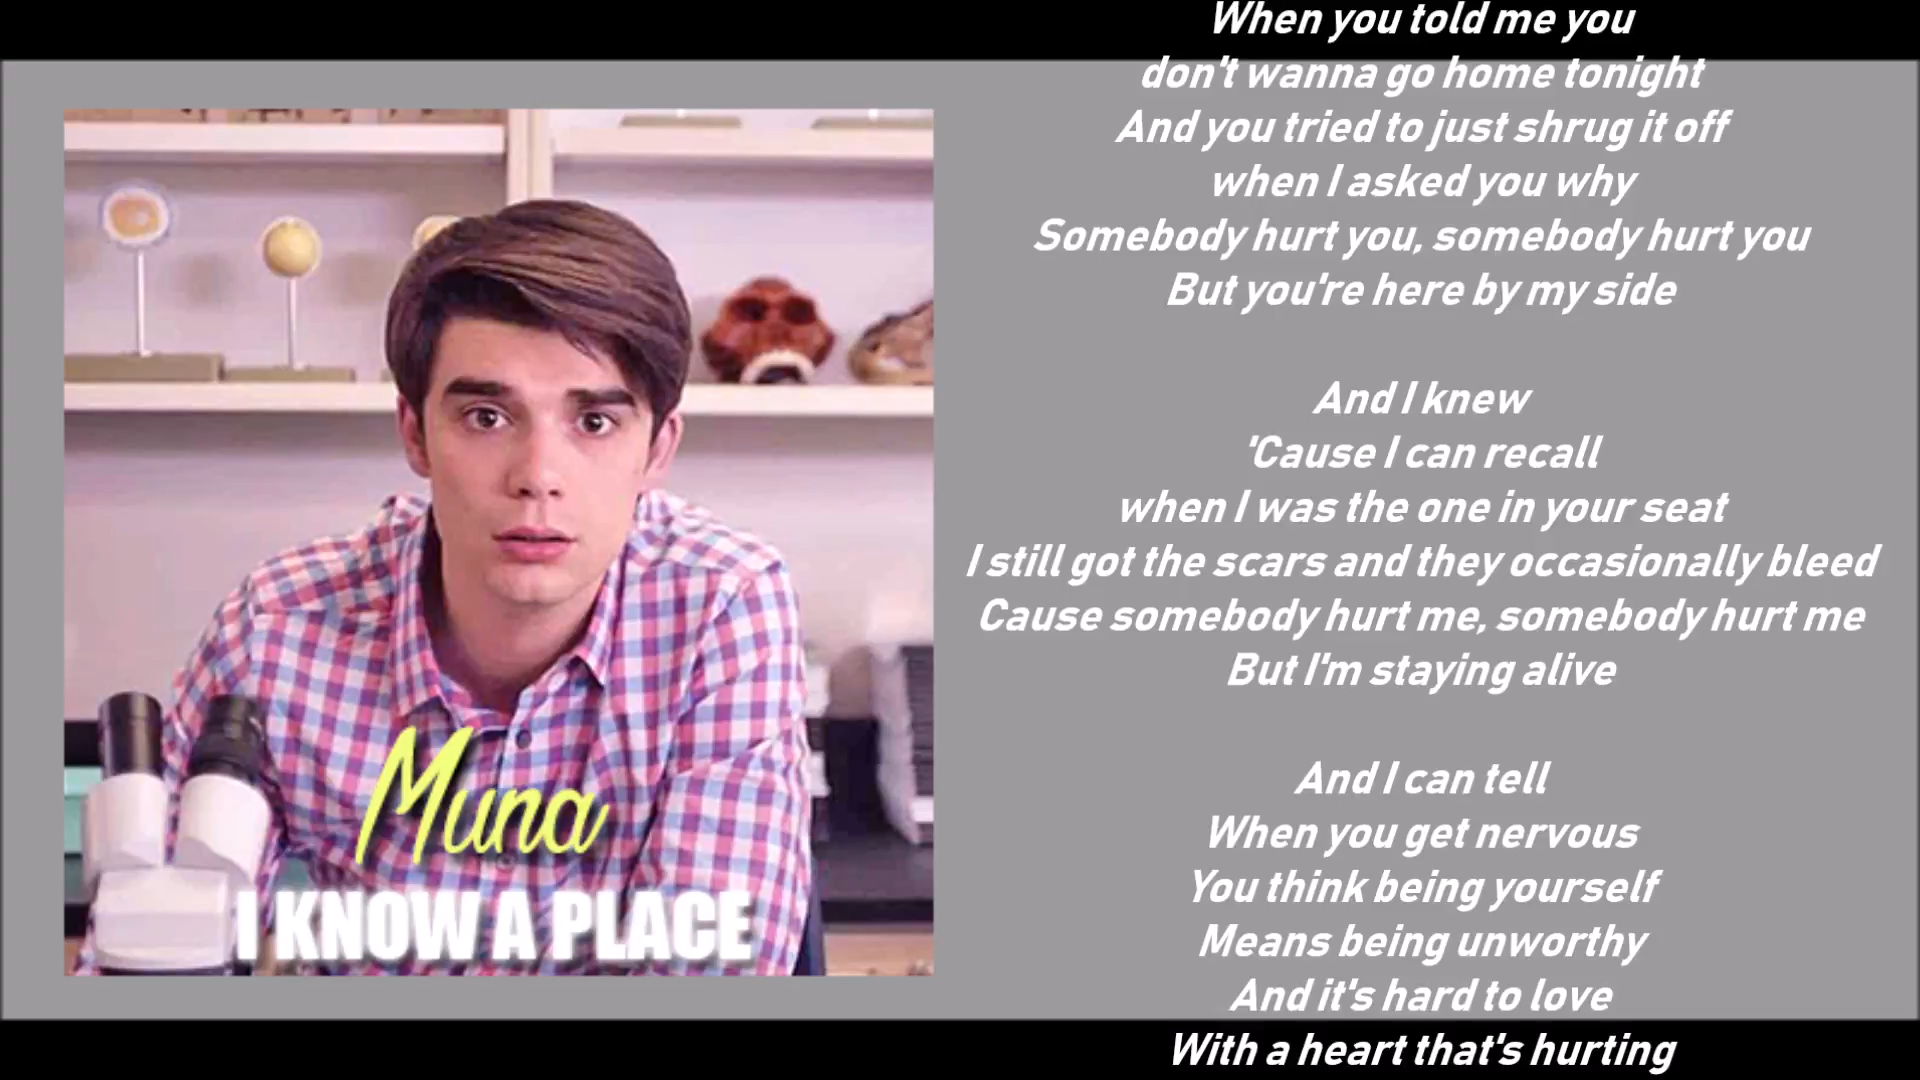 Muna
I KNOW A PLACE
When you told me you
don't wanna go home tonight
And you tried to just shrug it off
when I asked you why
Somebody hurt you, somebody hurt you
But you're here by my side
And I knew
'Cause I can recall
when I was the one in your seat
I still got the scars and they occasionally bleed
Cause somebody hurt me, somebody hurt me
But I'm staying alive
And I can tell
When you get nervous
You think being yourself
Means being unworthy
And it's hard to love
With a heart that's hurting